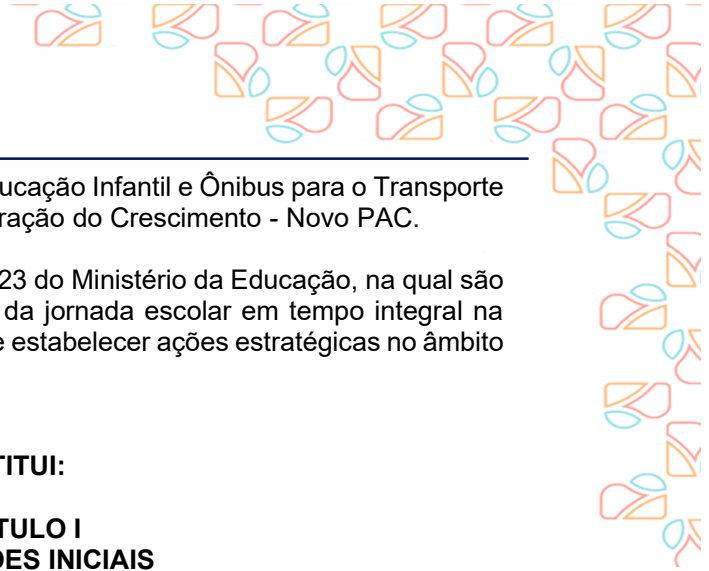 ucação Infantil e Ônibus para o Transporte
ração do Crescimento - Novo PAC.
23 do Ministério da Educação, na qual são
da jornada escolar em tempo integral na
e estabelecer ações estratégicas no âmbito
TITUI:
TULO I
DES INICIAIS